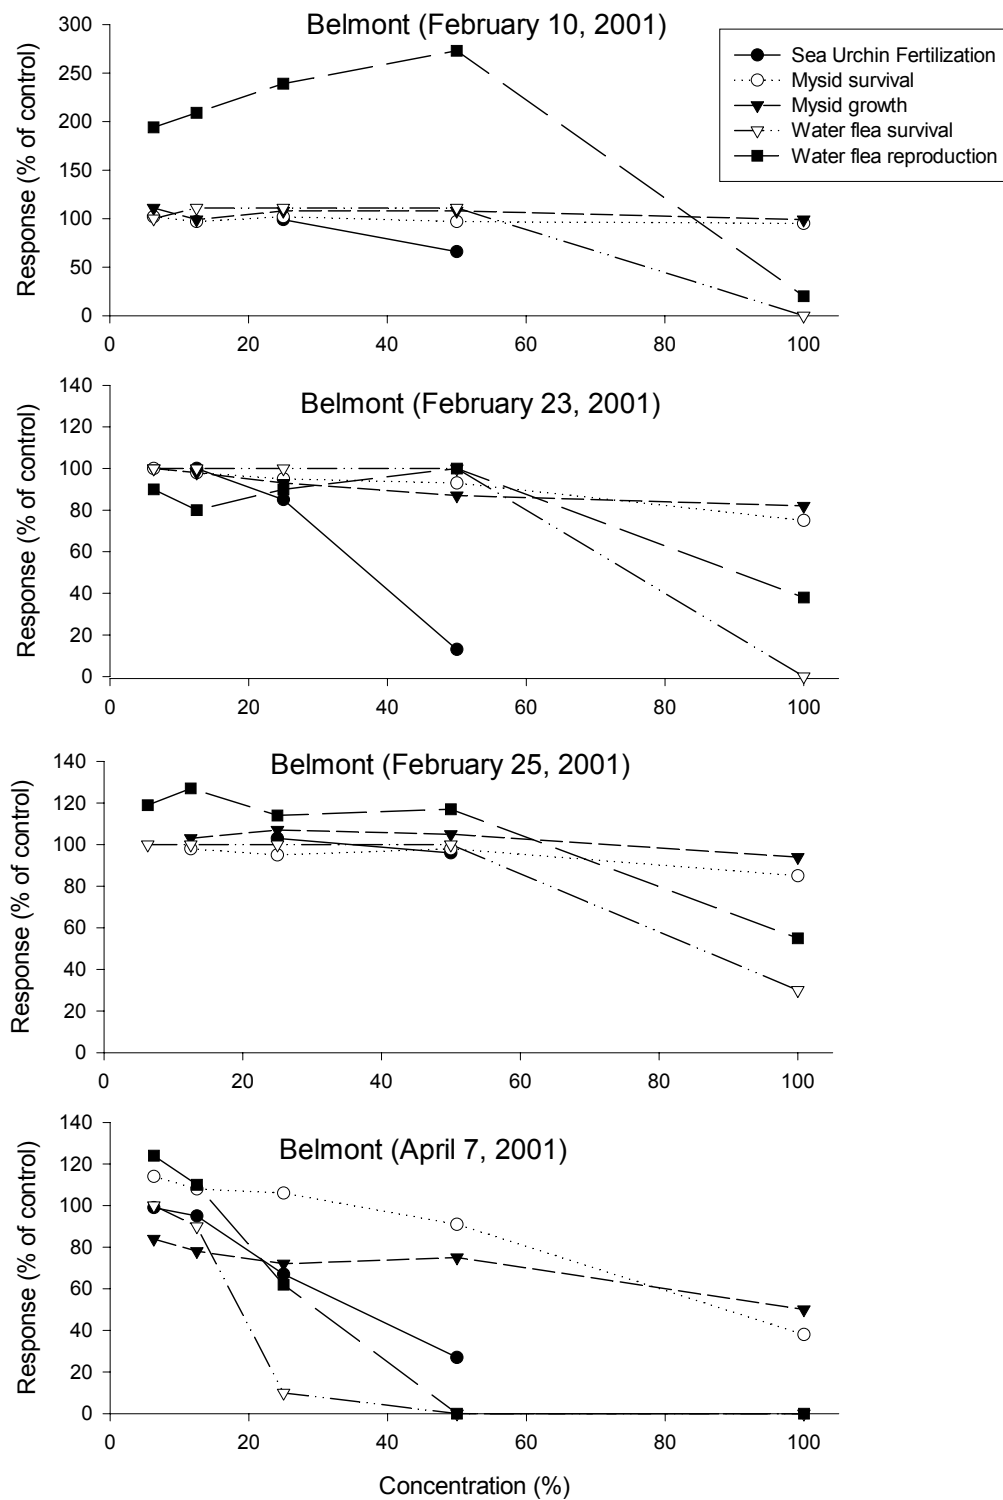 Belmont (February 10, 2001)
Response (% of control)
300
250
200
150
100
50
0
0 20 40 60 80 100
Sea Urchin Fertilization
Mysid survival
Mysid growth
Water flea survival
Water flea reproduction
Belmont (February 23, 2001)
Response (% of control)
140
120
100
80
60
40
20
0
0 20 40 60 80 100
Belmont (February 25, 2001)
Response (% of control)
140
120
100
80
60
40
20
0
0 20 40 60 80 100
Belmont (April 7, 2001)
Response (% of control)
140
120
100
80
60
40
20
0
0 20 40 60 80 100
Concentration (%)